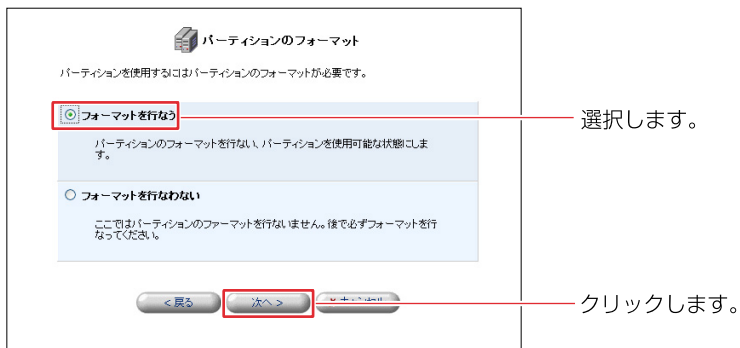 パーティションのフォーマット
パーティションを使用するにはパーティションのフォーマットが必要です。
フォーマットを行なう
選択します。
パーティションのフォーマットを行ない、パーティションを使用可能な状態にしま
す。
フォーマットを行なわない
ここではパーティションのファーマットを行ないません。後で必ずフォーマットを行
なってください。
< 戻る
次へ >
クリックします。